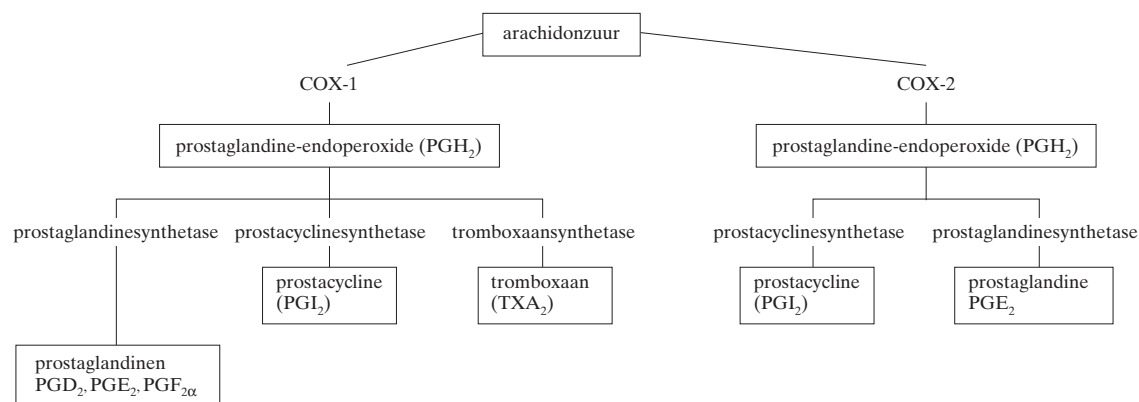 arachidonzuur
COX-1
COX-2
prostaglandine-endoperoxide (PGH₂)
prostaglandine-endoperoxide (PGH₂)
prostaglandinesynthetase
prostacyclinesynthetase
tromboxaansynthetase
prostacyclinesynthetase
prostaglandinesynthetase
prostacycline
(PGI₂)
tromboxaan
(TXA₂)
prostacycline
(PGI₂)
prostaglandine
PGE₂
prostaglandinen
PGD₂, PGE₂, PGF₂α